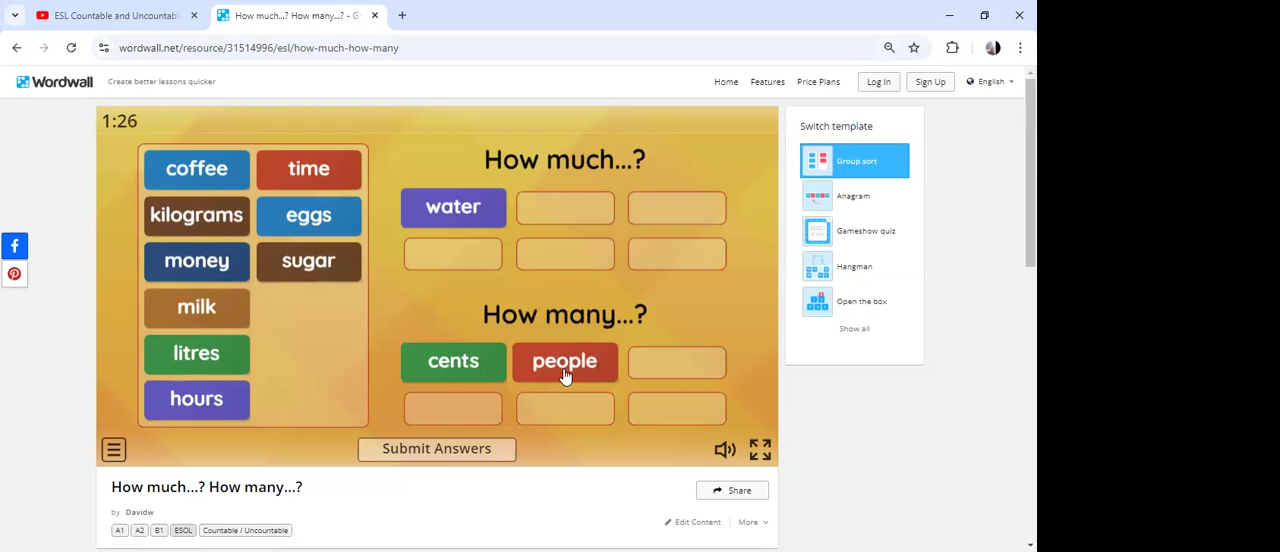 ESL Countable and Uncountabl
How much...? How many...? - G
wordwall.net/resource/31514996/esl/how-much-how-many
Wordwall
Create better lessons quicker
Home
Features
Price Plans
Log In
Sign Up
English
1:26
coffee
time
kilograms
eggs
money
sugar
milk
litres
hours
How much...?
water
How many...?
cents
people
Submit Answers
Switch template
Group sort
Anagram
Gameshow quiz
Hangman
Open the box
Show all
How much...? How many...?
Share
by Davidw
Edit Content
More
A1 A2 B1 ESOL Countable / Uncountable